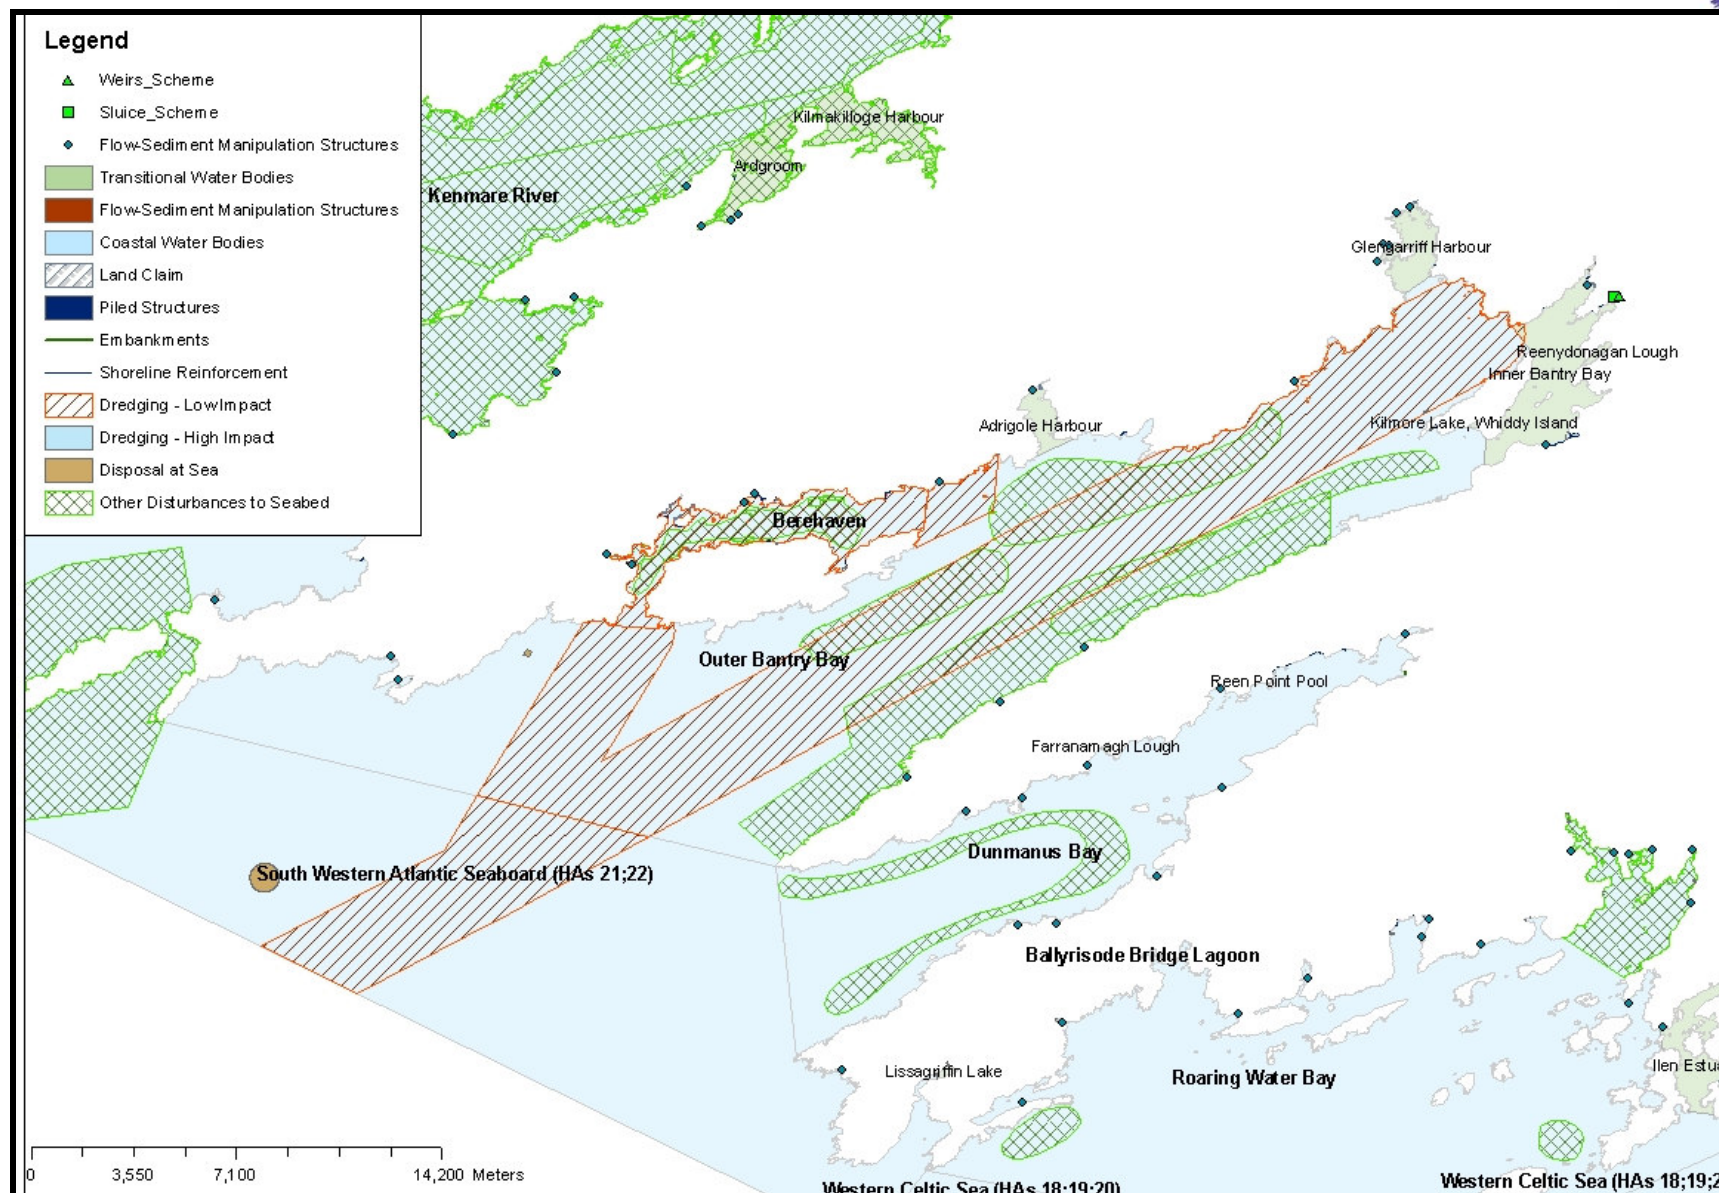 Legend
Weirs_Scheme
Sluice_Scheme
Flow-Sediment Manipulation Structures
Transitional Water Bodies
Flow-Sediment Manipulation Structures
Coastal Water Bodies
Land Claim
Piled Structures
Embankments
Shoreline Reinforcement
Dredging - Low Impact
Dredging - High Impact
Disposal at Sea
Other Disturbances to Seabed
Kilmakilloge Harbour
Ardgroom
Kenmare River
Glengarriff Harbour
Reenydonagan Lough
Inner Bantry Bay
Kilmore Lake, Whiddy Island
Adrigole Harbour
Berehaven
Outer Bantry Bay
Reen Point Pool
Farranamagh Lough
Dunmanus Bay
South Western Atlantic Seaboard (HAs 21;22)
Ballyrisode Bridge Lagoon
Lissagriffin Lake
Roaring Water Bay
Ilen Estua
0 3,550 7,100 14,200 Meters
Western Celtic Sea (HAs 18;19;20)
Western Celtic Sea (HAs 18;19;2